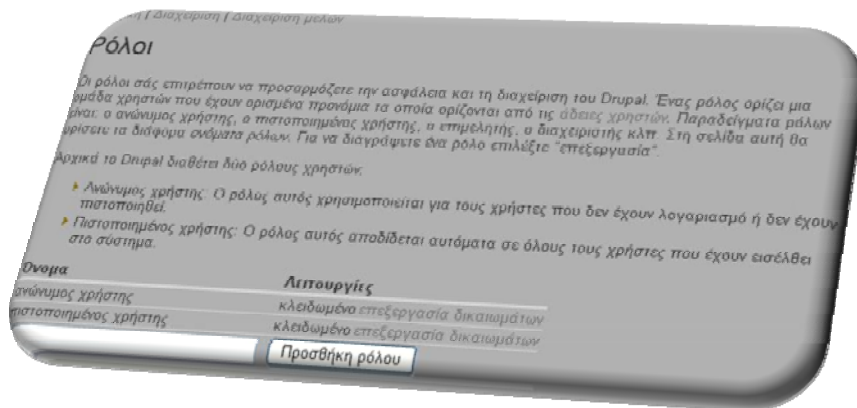 / Διαχείριση / Διαχείριση μελών
Ρόλοι
Οι ρόλοι σάς επιτρέπουν να προσαρμόζετε την ασφάλεια και τη διαχείριση του Drupal. Ένας ρόλος ορίζει μια
ομάδα χρηστών που έχουν ορισμένα προνόμια τα οποία ορίζονται από τις άδειες χρηστών. Παραδείγματα ρόλων
είναι: ο ανώνυμος χρήστης, ο πιστοποιημένος χρήστης, ο επιμελητής, ο διαχειριστής κλπ. Στη σελίδα αυτή θα
ορίσετε τα διάφορα ονόματα ρόλων. Για να διαγράψετε ένα ρόλο επιλέξτε "επεξεργασία".
Αρχικά το Drupal διαθέτει δύο ρόλους χρηστών:
Ανώνυμος χρήστης: Ο ρόλος αυτός χρησιμοποιείται για τους χρήστες που δεν έχουν λογαριασμό ή δεν έχουν
πιστοποιηθεί.
Πιστοποιημένος χρήστης: Ο ρόλος αυτός αποδίδεται αυτόματα σε όλους τους χρήστες που έχουν εισέλθει
στο σύστημα.
Όνομα Λειτουργίες
ανώνυμος χρήστης κλειδωμένο επεξεργασία δικαιωμάτων
πιστοποιημένος χρήστης κλειδωμένο επεξεργασία δικαιωμάτων
Προσθήκη ρόλου